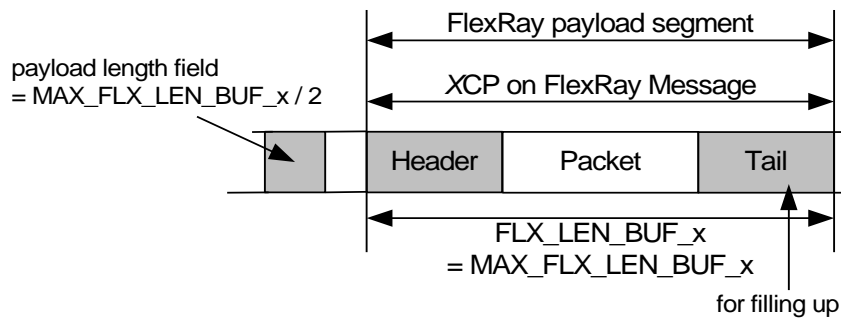 FlexRay payload segment
payload length field
= MAX_FLX_LEN_BUF_x / 2
XCP on FlexRay Message
Header
Packet
Tail
FLX_LEN_BUF_x
= MAX_FLX_LEN_BUF_x
for filling up